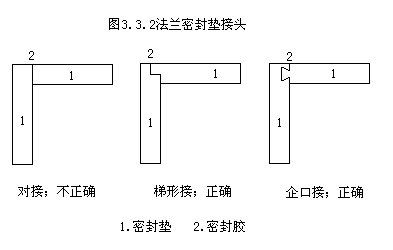 图3.3.2法兰密封垫接头
2 2 2
1 1 1
1 1 1
对接；不正确 梯形接；正确 企口接；正确
1.密封垫 2.密封胶